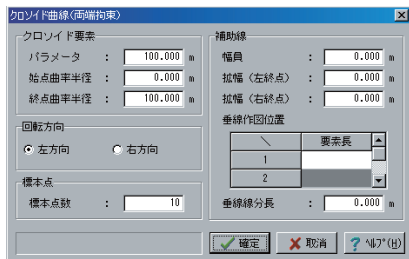 クロソイド曲線(両端拘束)
クロソイド要素
パラメータ : 100.000 m
始点曲率半径 : 0.000 m
終点曲率半径 : 100.000 m
回転方向
左方向 右方向
標本点
標本点数 : 10
補助線
幅員 : 0.000 m
拡幅（左終点） : 0.000 m
拡幅（右終点） : 0.000 m
垂線作図位置
＼ 要素長
1
2
垂線線分長 : 0.000 m
確定 取消 ? ﾍﾙﾌﾟ(H)